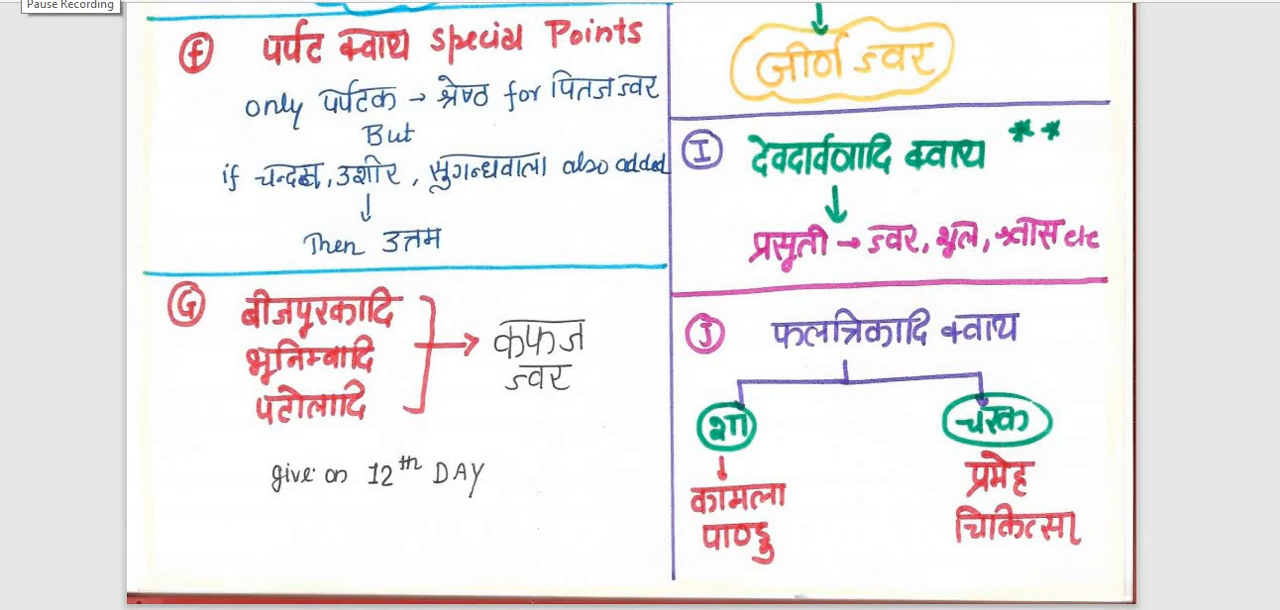 Pause Recording
(F) पर्पट क्वाथ special Points
only पर्पटक → श्रेष्ठ for पितज ज्वर
But
if चन्दन, उशीर, सुगन्धवाला also added
↓
Then उत्तम
(G) बीजपूरकादि
भूनिम्बादि
पटोलादि
→ कफज
ज्वर
give on 12th DAY
↓
जीर्ण ज्वर
(I) देवदार्वाादि क्वाथ **
↓
प्रसूती → ज्वर, शूल, श्वास etc
(J) फलत्रिकादि क्वाथ
शा
↓
कामला
पाण्डु
चरक
प्रमेह
चिकित्सा